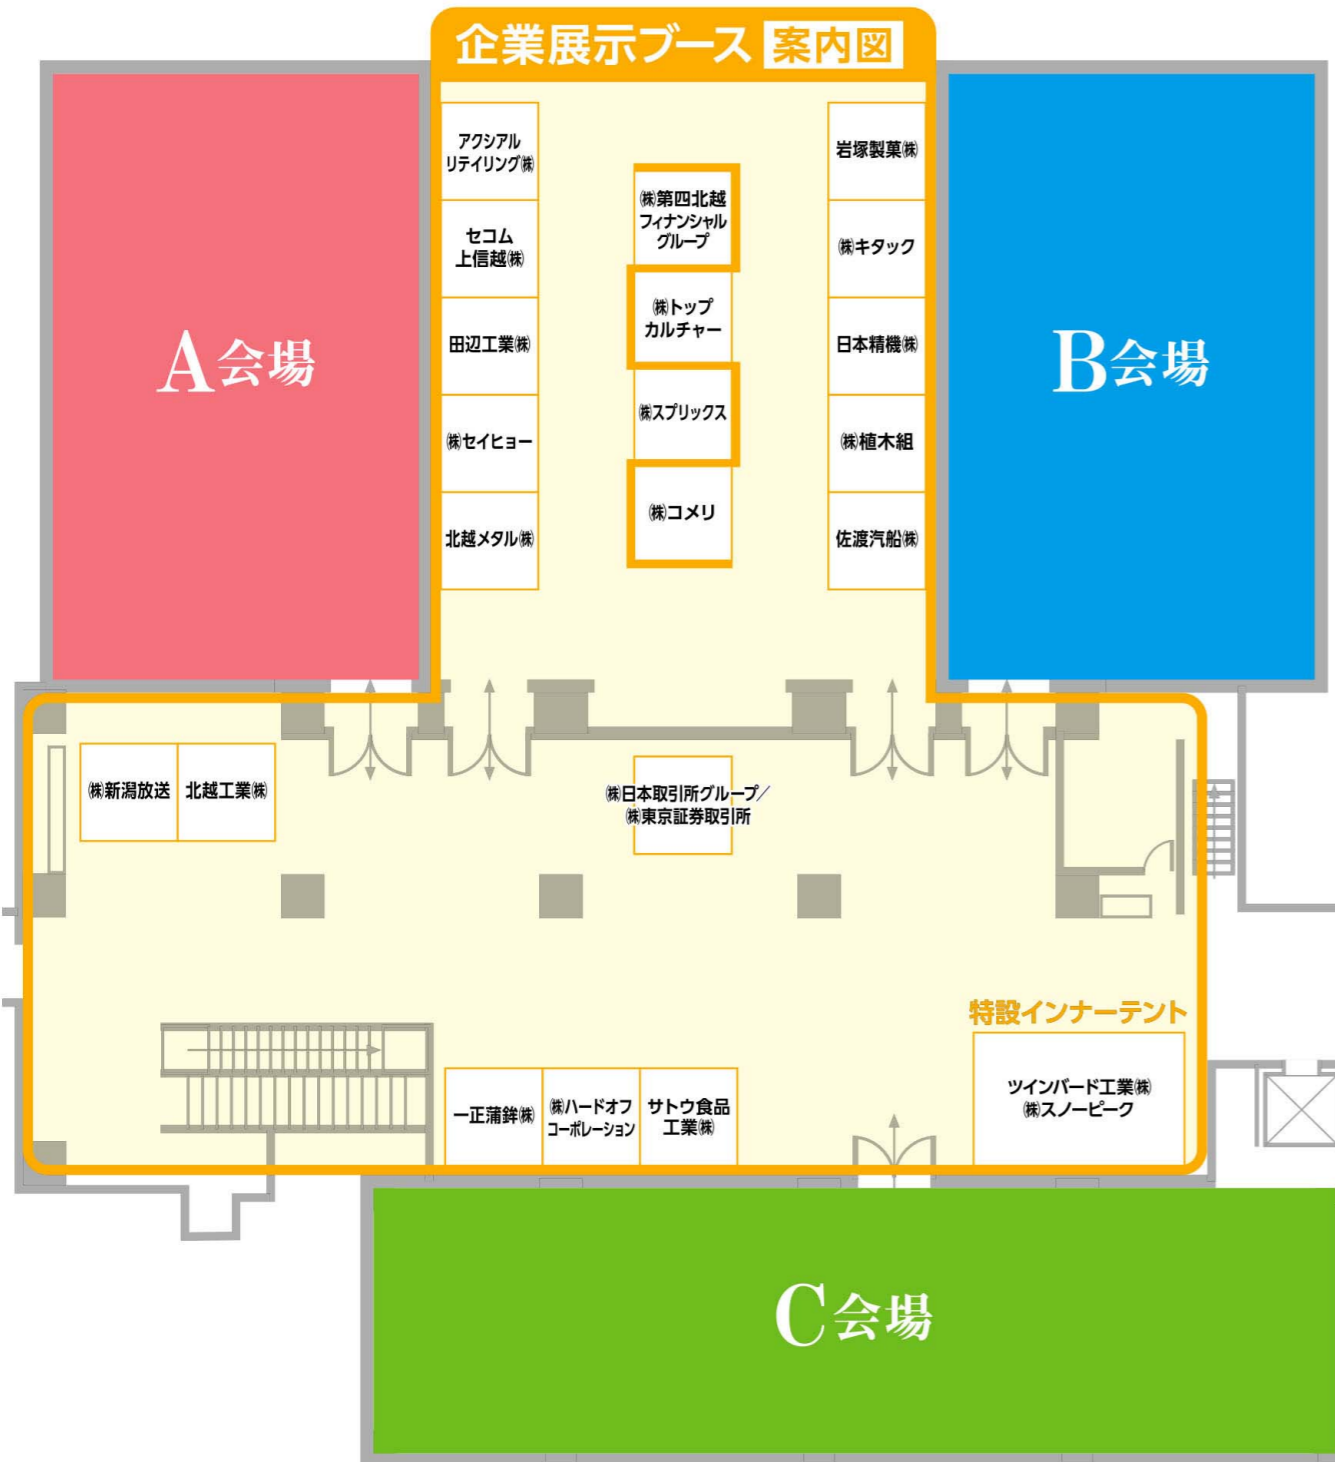 企業展示ブース 案内図
アクシアル
リテイリング㈱
セコム
上信越㈱
田辺工業㈱
㈱セイヒョー
北越メタル㈱
㈱第四北越
フィナンシャル
グループ
㈱トップ
カルチャー
㈱スプリックス
㈱コメリ
岩塚製菓㈱
㈱キタック
日本精機㈱
㈱植木組
佐渡汽船㈱
A会場
B会場
㈱新潟放送
北越工業㈱
㈱日本取引所グループ/
㈱東京証券取引所
特設インナーテント
ツインバード工業㈱
㈱スノーピーク
一正蒲鉾㈱
㈱ハードオフ
コーポレーション
サトウ食品
工業㈱
C会場